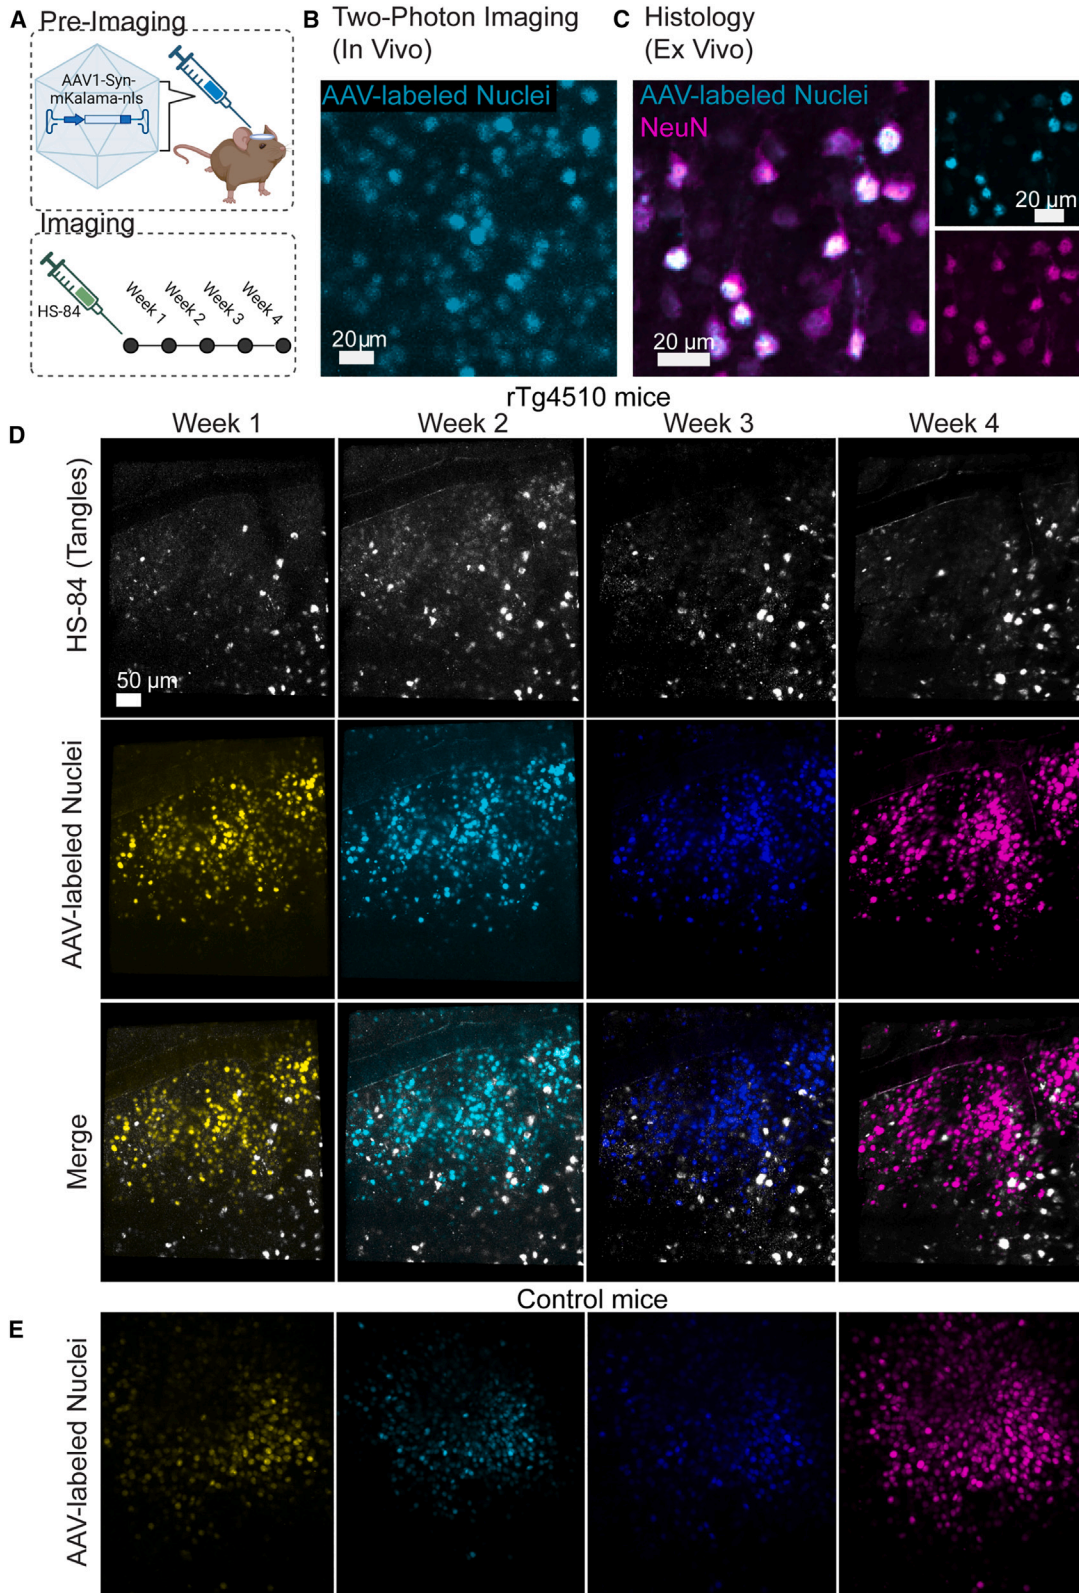 A
Pre-Imaging
AAV1-Syn-
mKalama-nls
Imaging
HS-84
Week 1
Week 2
Week 3
Week 4
B
Two-Photon Imaging
(In Vivo)
AAV-labeled Nuclei
20 µm
C
Histology
(Ex Vivo)
AAV-labeled Nuclei
NeuN
20 µm
20 µm
rTg4510 mice
D
Week 1
Week 2
Week 3
Week 4
HS-84 (Tangles)
50 µm
AAV-labeled Nuclei
Merge
Control mice
E
AAV-labeled Nuclei